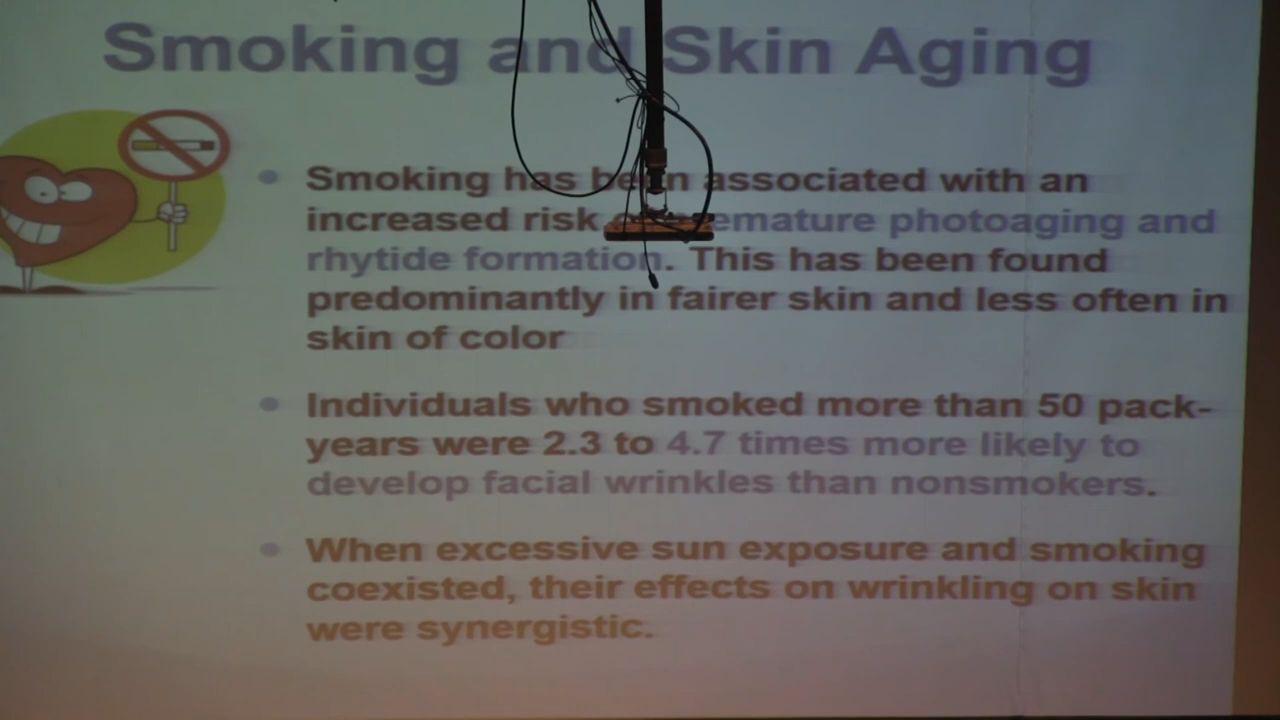 Smoking and Skin Aging
Smoking has been associated with an
increased risk premature photoaging and
rhytide formation. This has been found
predominantly in fairer skin and less often in
skin of color
Individuals who smoked more than 50 pack-
years were 2.3 to 4.7 times more likely to
develop facial wrinkles than nonsmokers.
When excessive sun exposure and smoking
coexisted, their effects on wrinkling on skin
were synergistic.